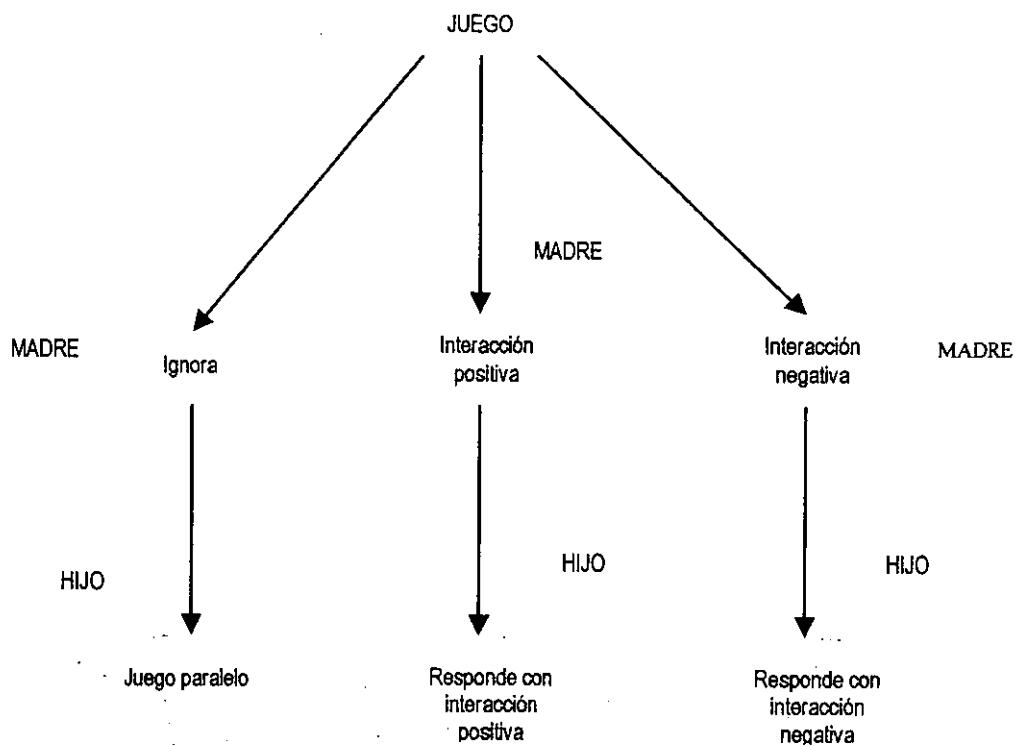 JUEGO
MADRE
MADRE
Ignora
Interacción
positiva
Interacción
negativa
MADRE
HIJO
HIJO
HIJO
Juego paralelo
Responde con
interacción
positiva
Responde con
interacción
negativa